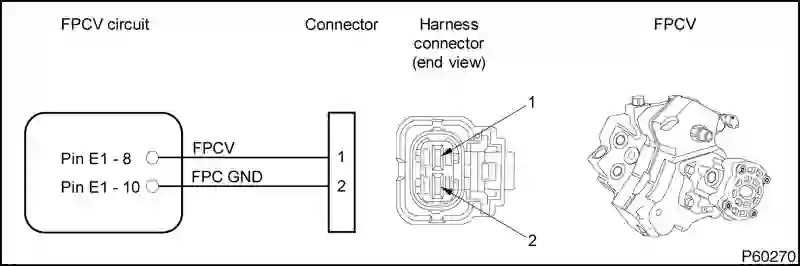 FPCV circuit
Connector
Harness
connector
(end view)
FPCV
1
Pin E1 - 8
FPCV
1
Pin E1 - 10
FPC GND
2
2
P60270